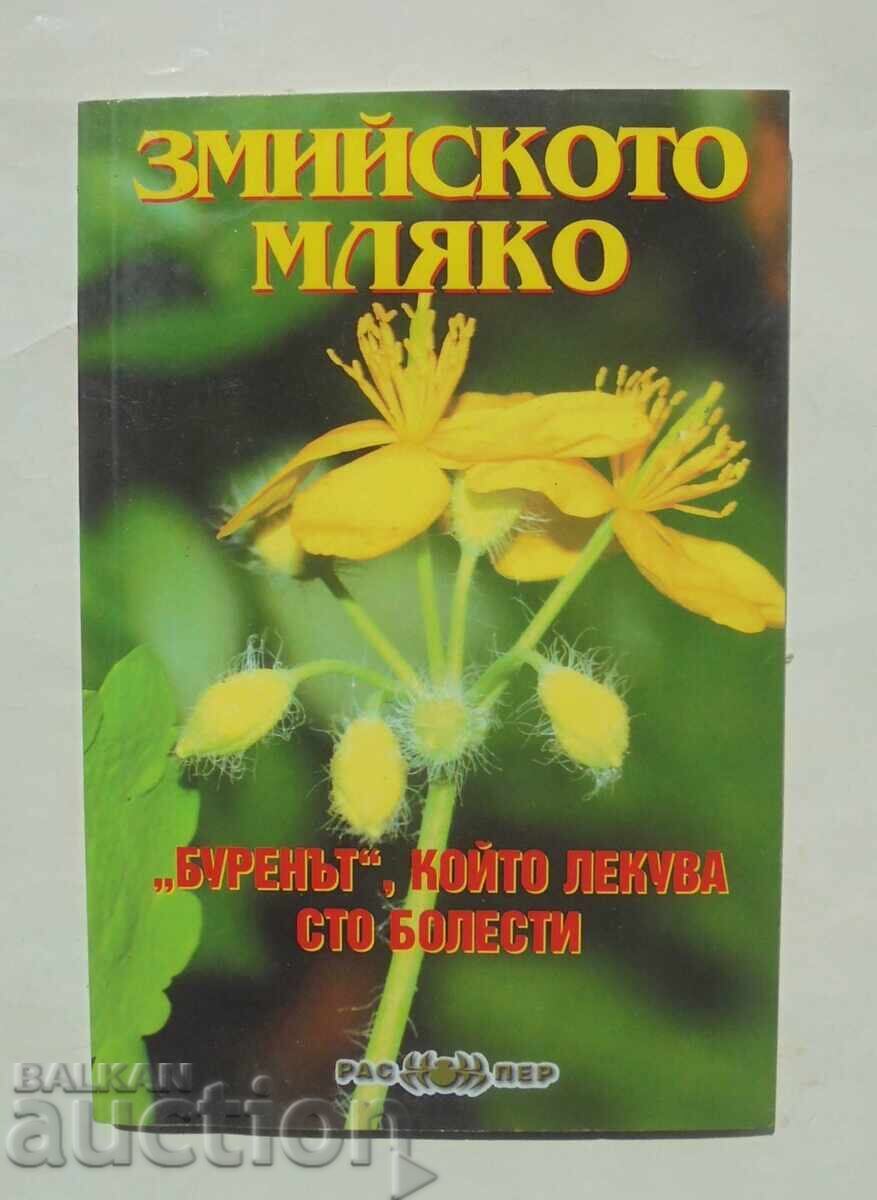 ЗМИЙСКОТО
МЛЯКО
„БУРЕНЪТ“, КОЙТО ЛЕКУВА
СТО БОЛЕСТИ
РАС ПЕР
BALKAN
auction